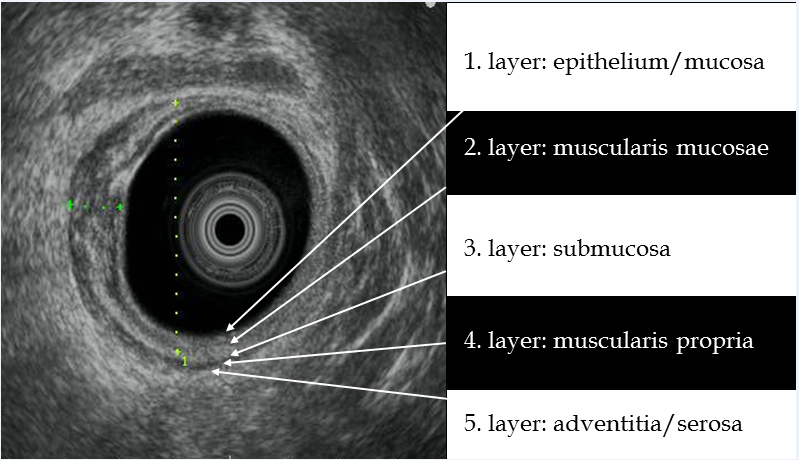 1. layer: epithelium/mucosa
2. layer: muscularis mucosae
3. layer: submucosa
1
4. layer: muscularis propria
5. layer: adventitia/serosa